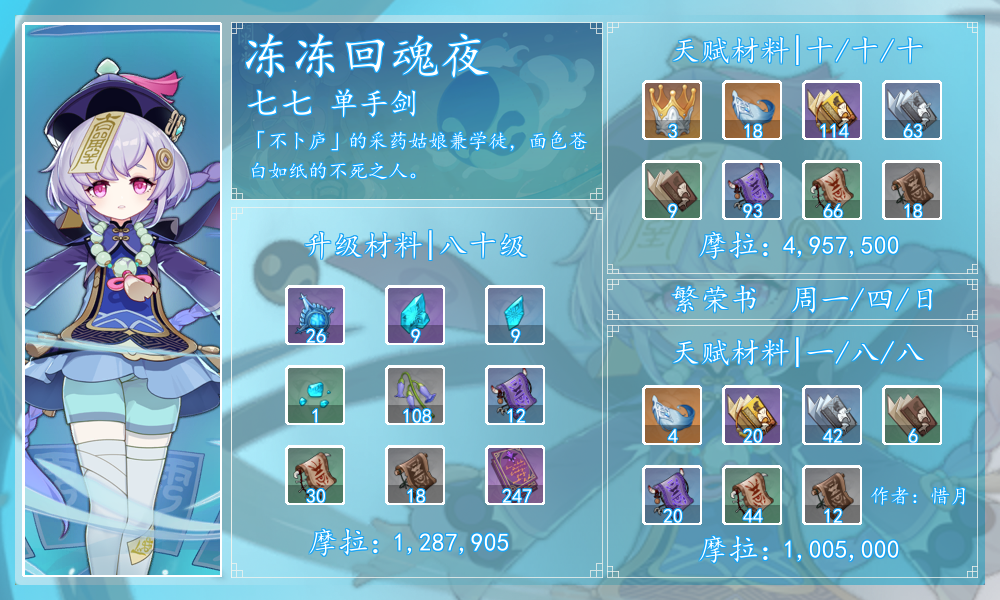 冻冻回魂夜
七七 单手剑
「不卜庐」的采药姑娘兼学徒，面色苍
白如纸的不死之人。
升级材料|八十级
26 9 9
1 108 12
30 18 247
摩拉：1,287,905
天赋材料|十/十/十
3 18 114 63
9 93 66 18
摩拉：4,957,500
繁荣书 周一/四/日
天赋材料|一/八/八
4 20 42 6
20 44 12
作者：惜月
摩拉：1,005,000